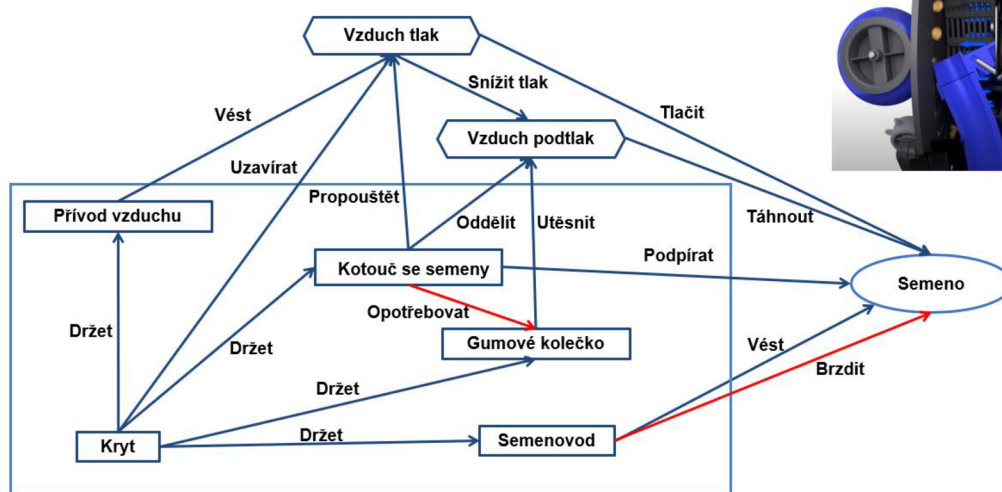 Vzduch tlak
Snížit tlak
Vést
Tlačit
Vzduch podtlak
Uzavírat
Propouštět
Přívod vzduchu
Oddělit
Utěsnit
Táhnout
Podpírat
Kotouč se semeny
Semeno
Opotřebovat
Držet
Držet
Gumové kolečko
Vést
Brzdit
Držet
Držet
Kryt
Semenovod